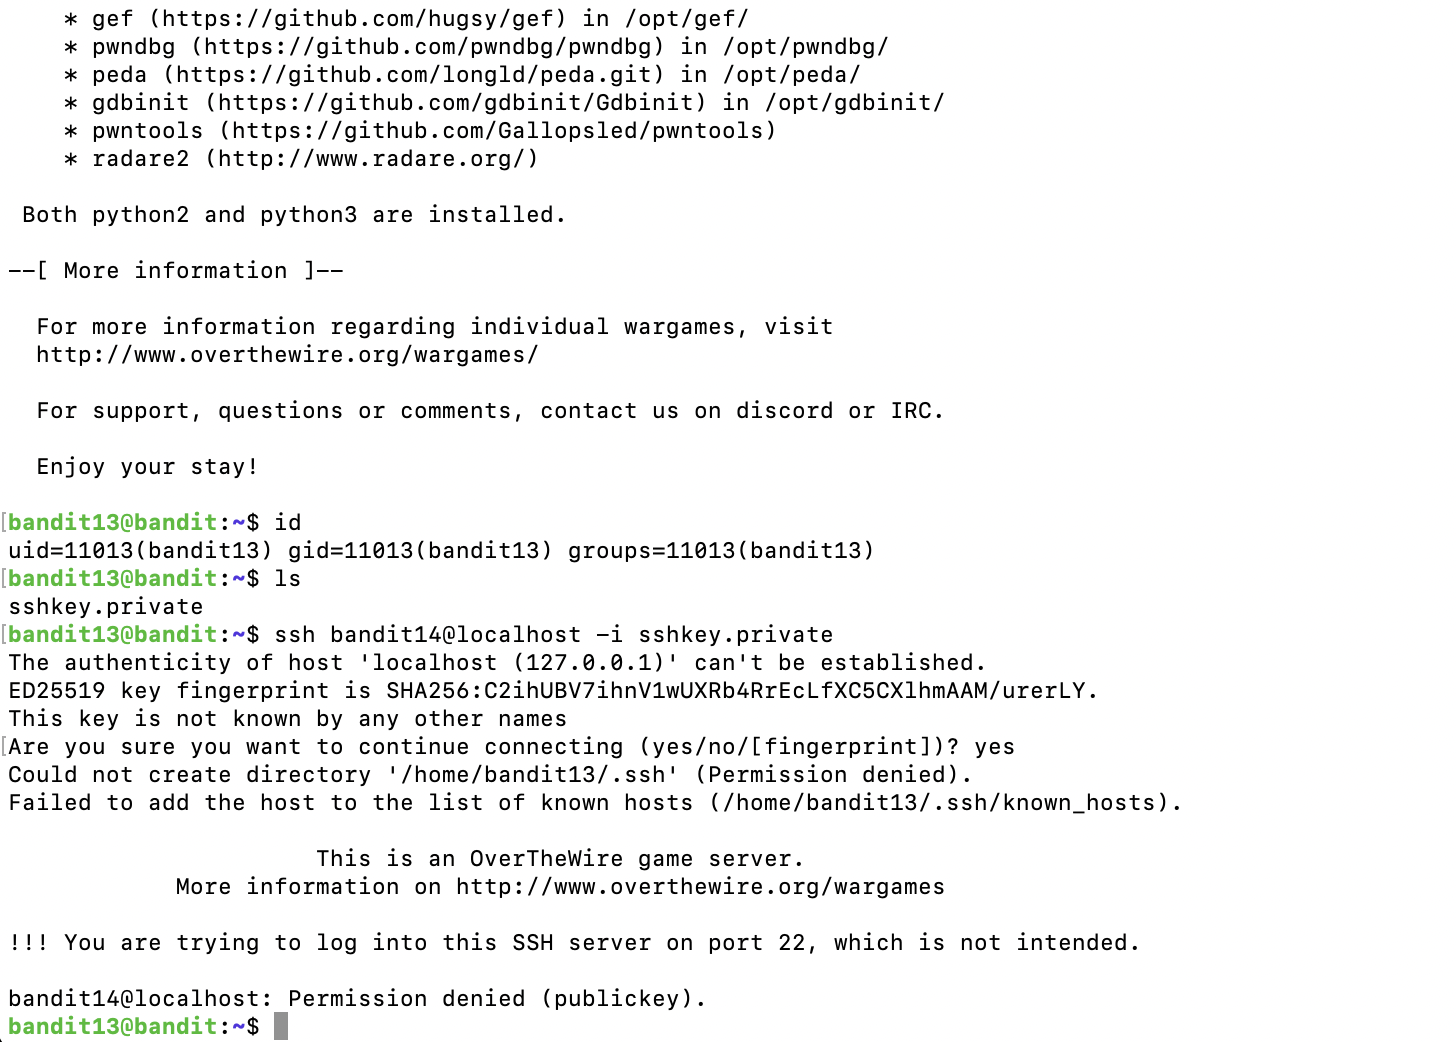 * gef (https://github.com/hugsy/gef) in /opt/gef/
* pwndbg (https://github.com/pwndbg/pwndbg) in /opt/pwndbg/
* peda (https://github.com/longld/peda.git) in /opt/peda/
* gdbinit (https://github.com/gdbinit/Gdbinit) in /opt/gdbinit/
* pwntools (https://github.com/Gallopsled/pwntools)
* radare2 (http://www.radare.org/)
Both python2 and python3 are installed.
--[ More information ]--
For more information regarding individual wargames, visit
http://www.overthewire.org/wargames/
For support, questions or comments, contact us on discord or IRC.
Enjoy your stay!
[bandit13@bandit:~$ id
uid=11013(bandit13) gid=11013(bandit13) groups=11013(bandit13)
[bandit13@bandit:~$ ls
sshkey.private
[bandit13@bandit:~$ ssh bandit14@localhost -i sshkey.private
The authenticity of host 'localhost (127.0.0.1)' can't be established.
ED25519 key fingerprint is SHA256:C2ihUBV7ihnV1wUXRb4RrEcLfXC5CXlhmAAM/urerLY.
This key is not known by any other names
[Are you sure you want to continue connecting (yes/no/[fingerprint])? yes
Could not create directory '/home/bandit13/.ssh' (Permission denied).
Failed to add the host to the list of known hosts (/home/bandit13/.ssh/known_hosts).
This is an OverTheWire game server.
More information on http://www.overthewire.org/wargames
!!! You are trying to log into this SSH server on port 22, which is not intended.
bandit14@localhost: Permission denied (publickey).
bandit13@bandit:~$